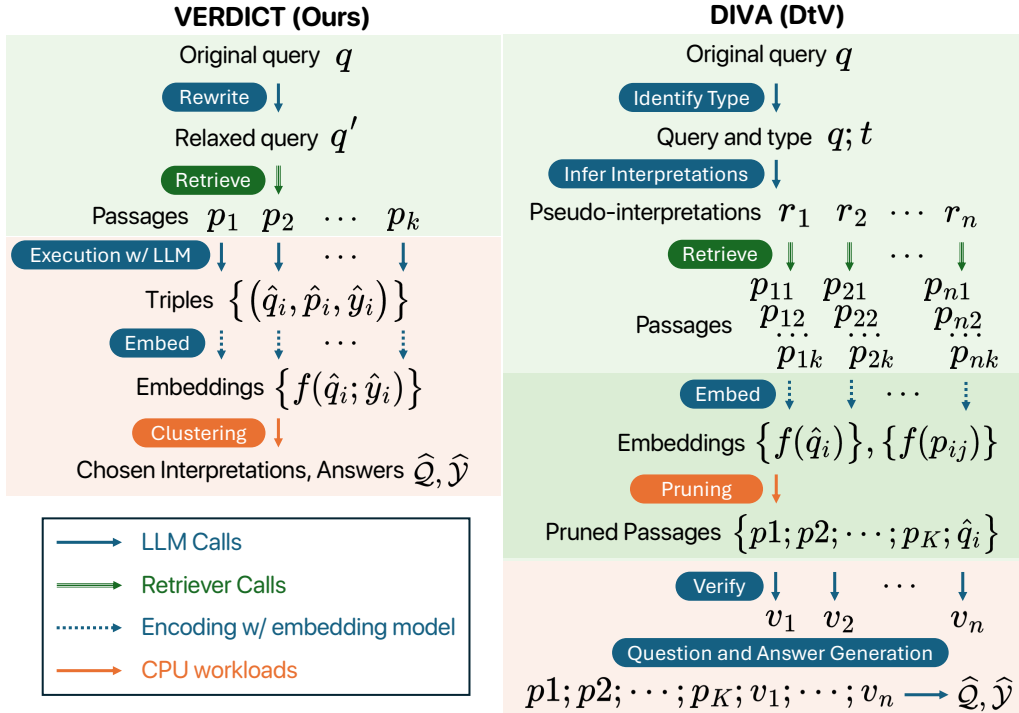 VERDICT (Ours)
Original query q
Rewrite
Relaxed query q′
Retrieve
Passages p₁ p₂ ⋯ pₖ
Execution w/ LLM ⋯
Triples {(q̂ᵢ, p̂ᵢ, ŷᵢ)}
Embed ⋯
Embeddings {f(q̂ᵢ; ŷᵢ)}
Clustering
Chosen Interpretations, Answers 𝒬̂, 𝒴̂
LLM Calls
Retriever Calls
Encoding w/ embedding model
CPU workloads
DIVA (DtV)
Original query q
Identify Type
Query and type q; t
Infer Interpretations
Pseudo-interpretations r₁ r₂ ⋯ rₙ
Retrieve ⋯
p₁₁ p₂₁ pₙ₁
Passages p₁₂ p₂₂ pₙ₂
⋯ ⋯ ⋯
p₁ₖ p₂ₖ pₙₖ
Embed ⋯
Embeddings {f(q̂ᵢ)}, {f(pᵢⱼ)}
Pruning
Pruned Passages {p1; p2; ⋯; p_K; q̂ᵢ}
Verify ⋯
v₁ v₂ vₙ
Question and Answer Generation
p1; p2; ⋯; p_K; v₁; ⋯; vₙ → 𝒬̂, 𝒴̂